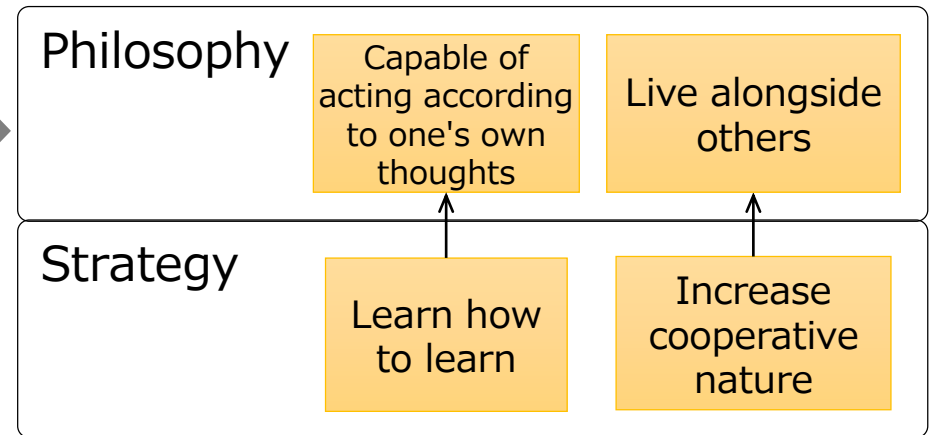 Philosophy
Capable of
acting according
to one's own
thoughts
Live alongside
others
Strategy
Learn how
to learn
Increase
cooperative
nature